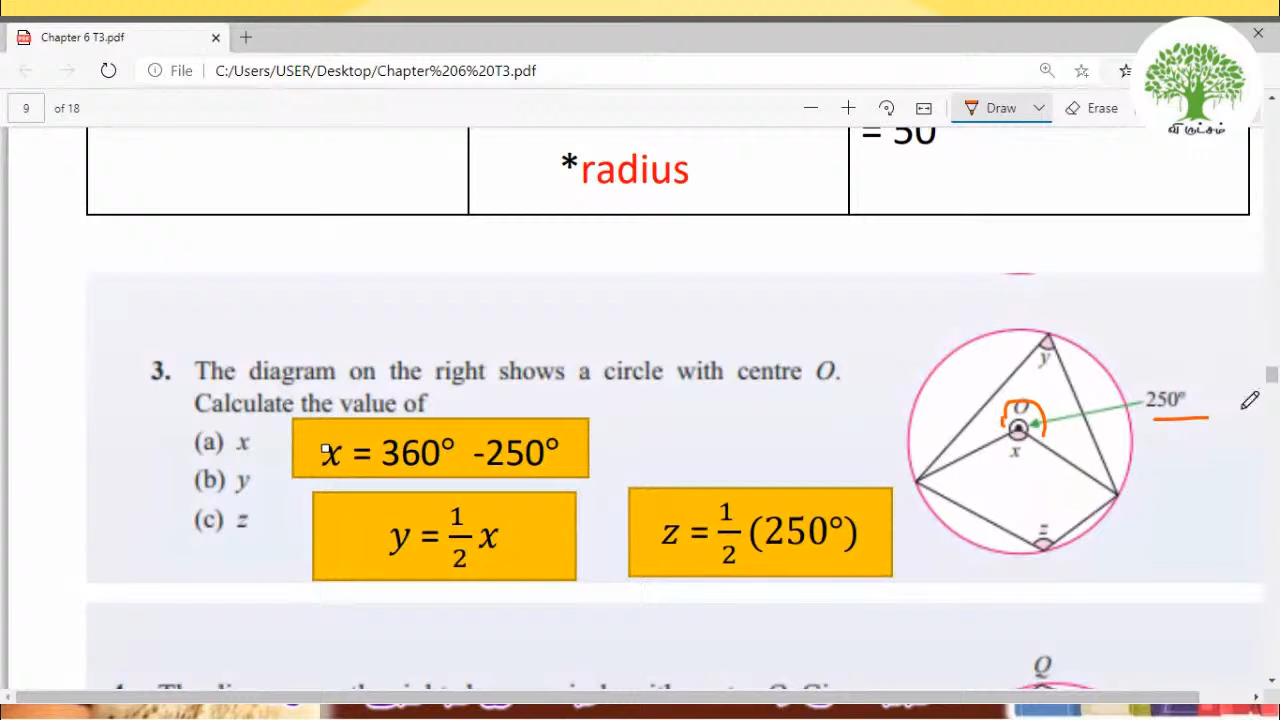 Chapter 6 T3.pdf
File C:/Users/USER/Desktop/Chapter%206%20T3.pdf
விருட்சம்
9 of 18
Draw
Erase
= 50
*radius
3. The diagram on the right shows a circle with centre O.
Calculate the value of
(a) x
x = 360° -250°
(b) y
y = 1/2 x
(c) z
z = 1/2 (250°)
y
O
250°
x
z
Q